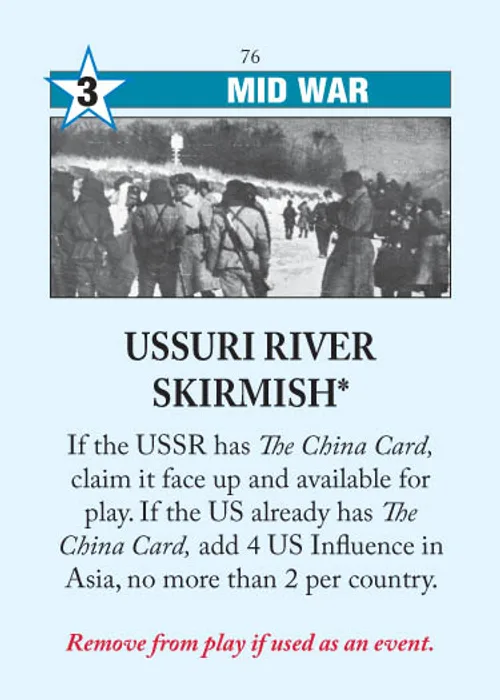 76
3
MID WAR
USSURI RIVER
SKIRMISH*
If the USSR has The China Card,
claim it face up and available for
play. If the US already has The
China Card, add 4 US Influence in
Asia, no more than 2 per country.
Remove from play if used as an event.